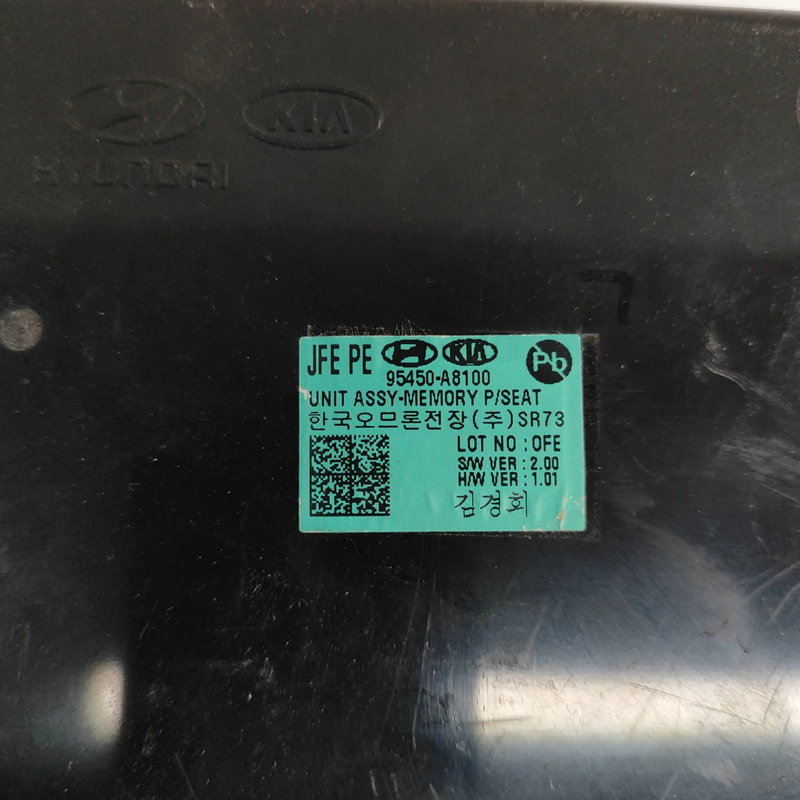 KIA
HYUNDAI
JFE PE KIA Pb
95450-A8100
UNIT ASSY-MEMORY P/SEAT
한국오므론전장(주)SR73
LOT NO : OFE
S/W VER : 2.00
H/W VER : 1.01
김경희